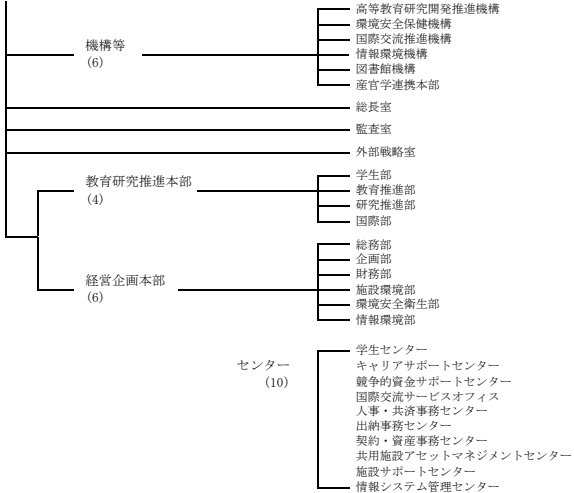 機構等
(6)
高等教育研究開発推進機構
環境安全保健機構
国際交流推進機構
情報環境機構
図書館機構
産官学連携本部
総長室
監査室
外部戦略室
教育研究推進本部
(4)
学生部
教育推進部
研究推進部
国際部
経営企画本部
(6)
総務部
企画部
財務部
施設環境部
環境安全衛生部
情報環境部
センター
(10)
学生センター
キャリアサポートセンター
競争的資金サポートセンター
国際交流サービスオフィス
人事・共済事務センター
出納事務センター
契約・資産事務センター
共用施設アセットマネジメントセンター
施設サポートセンター
情報システム管理センター